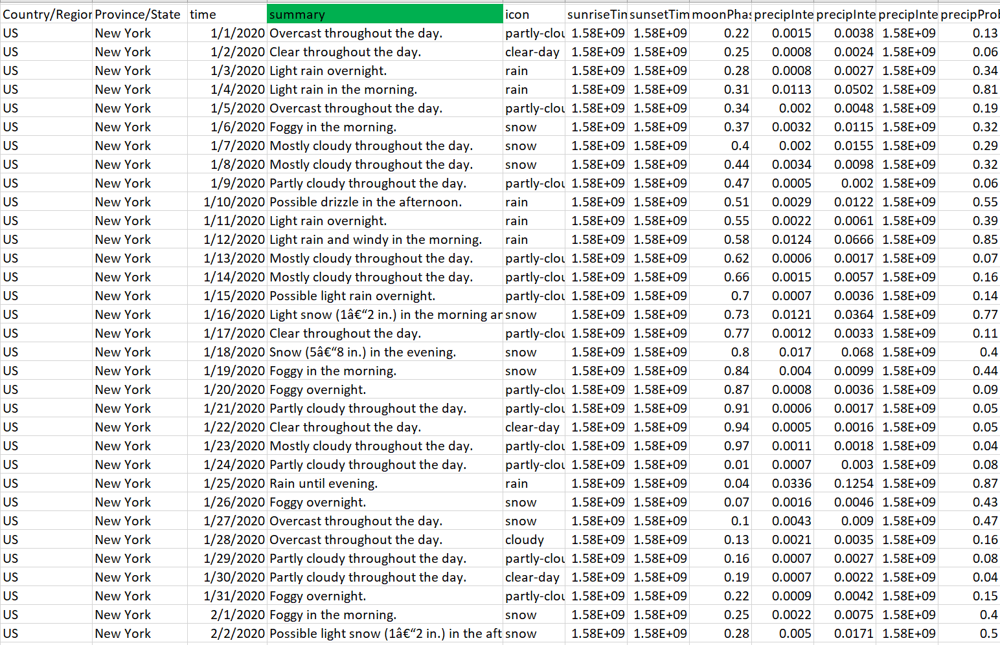 Country/Region Province/State time summary icon sunriseTim sunsetTim moonPhas precipInte precipInte precipInte precipProb
US New York 1/1/2020 Overcast throughout the day. partly-clou 1.58E+09 1.58E+09 0.22 0.0015 0.0038 1.58E+09 0.13
US New York 1/2/2020 Clear throughout the day. clear-day 1.58E+09 1.58E+09 0.25 0.0008 0.0024 1.58E+09 0.06
US New York 1/3/2020 Light rain overnight. rain 1.58E+09 1.58E+09 0.28 0.0008 0.0027 1.58E+09 0.34
US New York 1/4/2020 Light rain in the morning. rain 1.58E+09 1.58E+09 0.31 0.0113 0.0502 1.58E+09 0.81
US New York 1/5/2020 Overcast throughout the day. partly-clou 1.58E+09 1.58E+09 0.34 0.002 0.0048 1.58E+09 0.19
US New York 1/6/2020 Foggy in the morning. snow 1.58E+09 1.58E+09 0.37 0.0032 0.0115 1.58E+09 0.32
US New York 1/7/2020 Mostly cloudy throughout the day. snow 1.58E+09 1.58E+09 0.4 0.002 0.0155 1.58E+09 0.29
US New York 1/8/2020 Mostly cloudy throughout the day. snow 1.58E+09 1.58E+09 0.44 0.0034 0.0098 1.58E+09 0.32
US New York 1/9/2020 Partly cloudy throughout the day. partly-clou 1.58E+09 1.58E+09 0.47 0.0005 0.002 1.58E+09 0.06
US New York 1/10/2020 Possible drizzle in the afternoon. rain 1.58E+09 1.58E+09 0.51 0.0029 0.0122 1.58E+09 0.55
US New York 1/11/2020 Light rain overnight. rain 1.58E+09 1.58E+09 0.55 0.0022 0.0061 1.58E+09 0.39
US New York 1/12/2020 Light rain and windy in the morning. rain 1.58E+09 1.58E+09 0.58 0.0124 0.0666 1.58E+09 0.85
US New York 1/13/2020 Mostly cloudy throughout the day. partly-clou 1.58E+09 1.58E+09 0.62 0.0006 0.0017 1.58E+09 0.07
US New York 1/14/2020 Mostly cloudy throughout the day. partly-clou 1.58E+09 1.58E+09 0.66 0.0015 0.0057 1.58E+09 0.16
US New York 1/15/2020 Possible light rain overnight. partly-clou 1.58E+09 1.58E+09 0.7 0.0007 0.0036 1.58E+09 0.14
US New York 1/16/2020 Light snow (1â€“2 in.) in the morning an snow 1.58E+09 1.58E+09 0.73 0.0121 0.0364 1.58E+09 0.77
US New York 1/17/2020 Clear throughout the day. partly-clou 1.58E+09 1.58E+09 0.77 0.0012 0.0033 1.58E+09 0.11
US New York 1/18/2020 Snow (5â€“8 in.) in the evening. snow 1.58E+09 1.58E+09 0.8 0.017 0.068 1.58E+09 0.4
US New York 1/19/2020 Foggy in the morning. snow 1.58E+09 1.58E+09 0.84 0.004 0.0099 1.58E+09 0.44
US New York 1/20/2020 Foggy overnight. partly-clou 1.58E+09 1.58E+09 0.87 0.0008 0.0036 1.58E+09 0.09
US New York 1/21/2020 Partly cloudy throughout the day. partly-clou 1.58E+09 1.58E+09 0.91 0.0006 0.0017 1.58E+09 0.05
US New York 1/22/2020 Clear throughout the day. clear-day 1.58E+09 1.58E+09 0.94 0.0005 0.0016 1.58E+09 0.05
US New York 1/23/2020 Mostly cloudy throughout the day. partly-clou 1.58E+09 1.58E+09 0.97 0.0011 0.0018 1.58E+09 0.04
US New York 1/24/2020 Partly cloudy throughout the day. partly-clou 1.58E+09 1.58E+09 0.01 0.0007 0.003 1.58E+09 0.08
US New York 1/25/2020 Rain until evening. rain 1.58E+09 1.58E+09 0.04 0.0336 0.1254 1.58E+09 0.87
US New York 1/26/2020 Foggy overnight. snow 1.58E+09 1.58E+09 0.07 0.0016 0.0046 1.58E+09 0.43
US New York 1/27/2020 Overcast throughout the day. snow 1.58E+09 1.58E+09 0.1 0.0043 0.009 1.58E+09 0.47
US New York 1/28/2020 Overcast throughout the day. cloudy 1.58E+09 1.58E+09 0.13 0.0021 0.0035 1.58E+09 0.16
US New York 1/29/2020 Partly cloudy throughout the day. partly-clou 1.58E+09 1.58E+09 0.16 0.0007 0.0027 1.58E+09 0.08
US New York 1/30/2020 Partly cloudy throughout the day. clear-day 1.58E+09 1.58E+09 0.19 0.0007 0.0022 1.58E+09 0.04
US New York 1/31/2020 Foggy overnight. partly-clou 1.58E+09 1.58E+09 0.22 0.0009 0.0042 1.58E+09 0.15
US New York 2/1/2020 Foggy in the morning. snow 1.58E+09 1.58E+09 0.25 0.0022 0.0075 1.58E+09 0.4
US New York 2/2/2020 Possible light snow (1â€“2 in.) in the aft snow 1.58E+09 1.58E+09 0.28 0.005 0.0171 1.58E+09 0.5